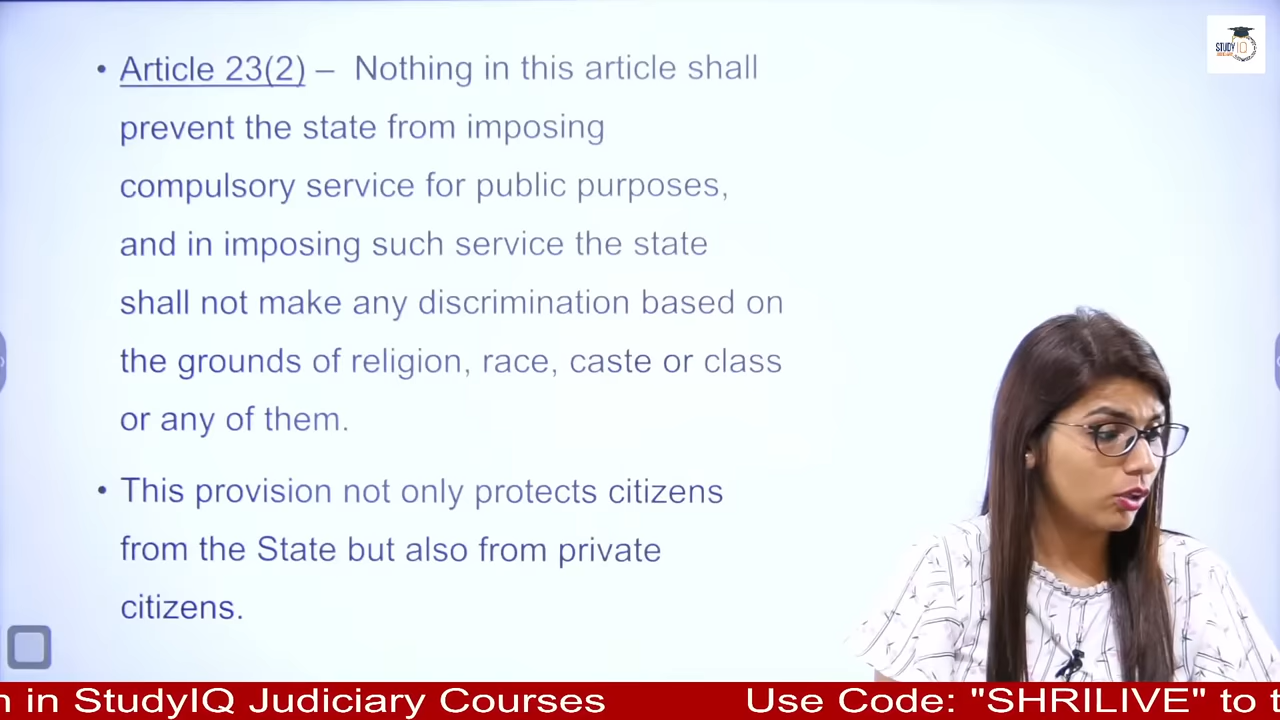 • Article 23(2) – Nothing in this article shall
prevent the state from imposing
compulsory service for public purposes,
and in imposing such service the state
shall not make any discrimination based on
the grounds of religion, race, caste or class
or any of them.
• This provision not only protects citizens
from the State but also from private
citizens.
STUDY IQ
n in StudyIQ Judiciary Courses Use Code: "SHRILIVE" to t